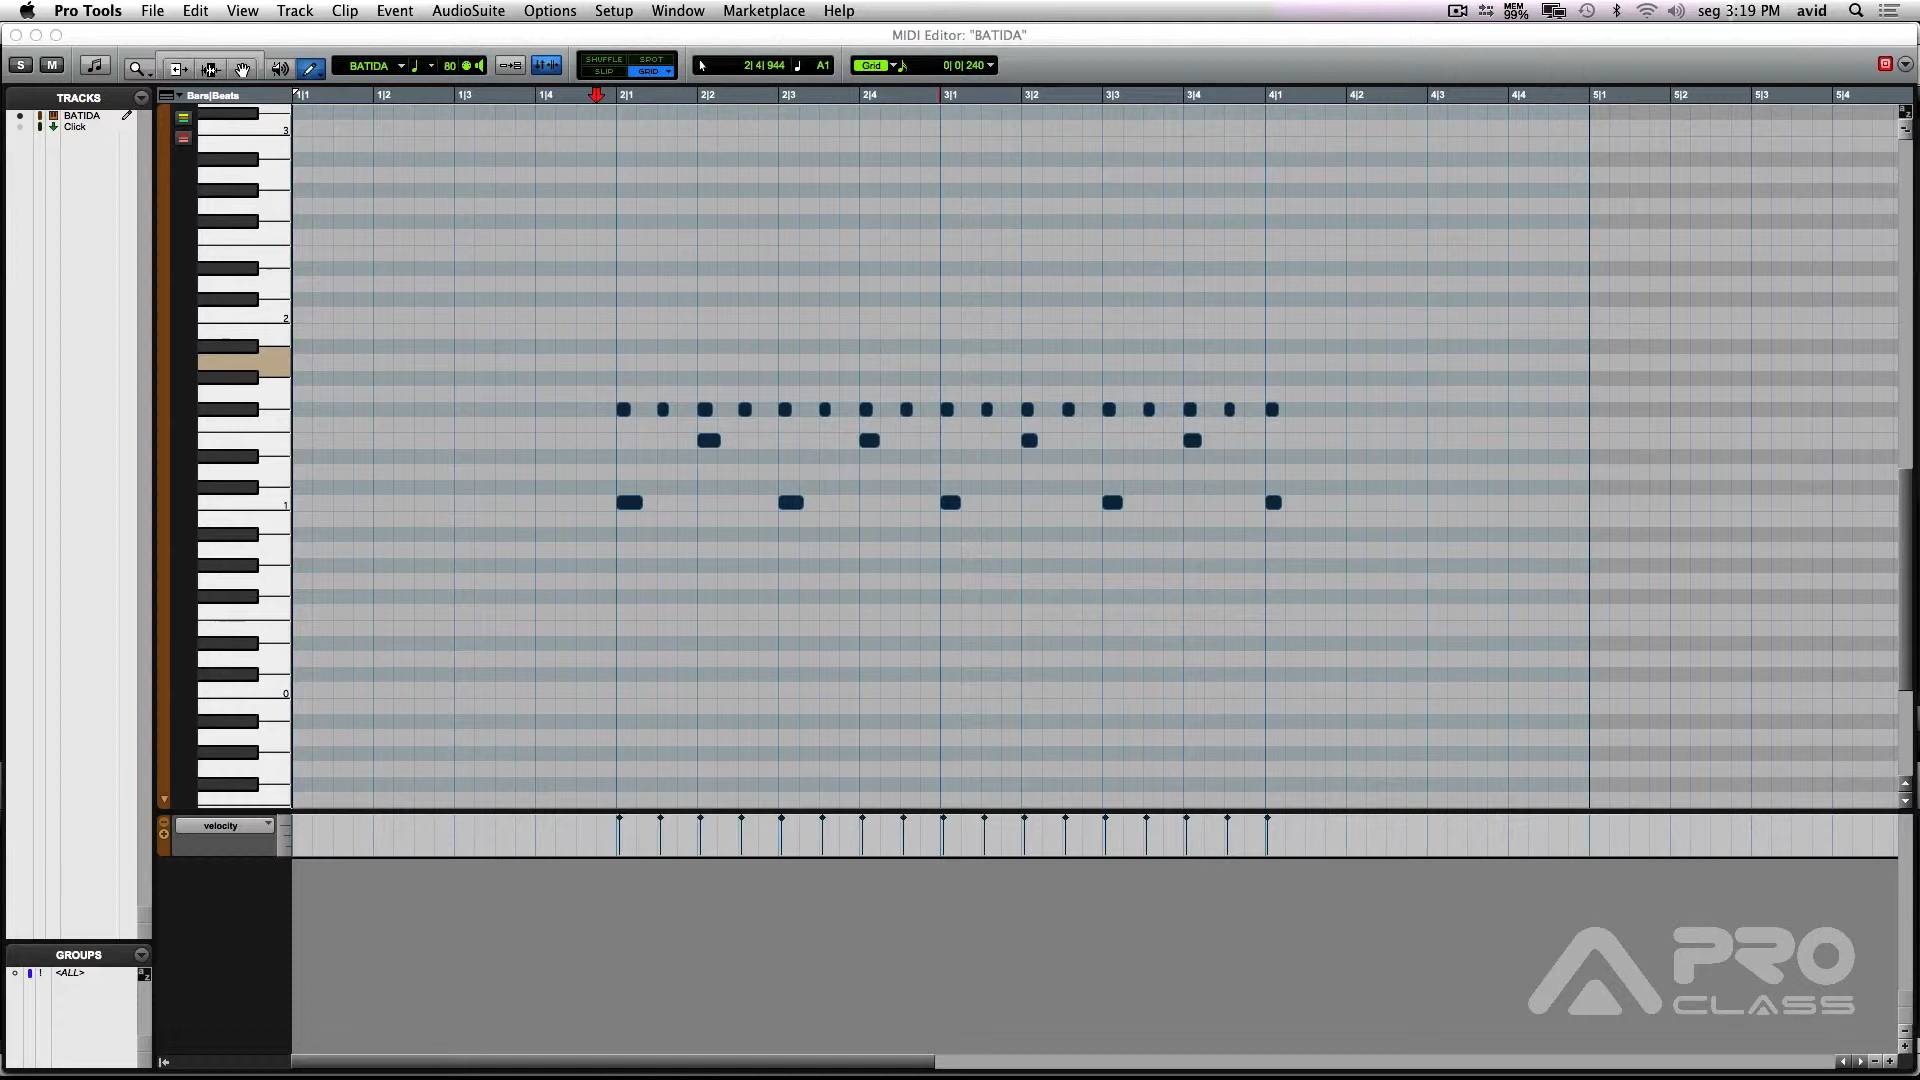 Pro Tools File Edit View Track Clip Event AudioSuite Options Setup Window Marketplace Help MEM 99% seg 3:19 PM avid
MIDI Editor: "BATIDA"
S M BATIDA 80 SHUFFLE SPOT SLIP GRID 2| 4| 944 A1 Grid 0| 0| 240
TRACKS
Bars|Beats 1|1 1|2 1|3 1|4 2|1 2|2 2|3 2|4 3|1 3|2 3|3 3|4 4|1 4|2 4|3 4|4 5|1 5|2 5|3 5|4
BATIDA
Click
3
2
1
0
velocity
GROUPS
! <ALL>
PRO
CLASS